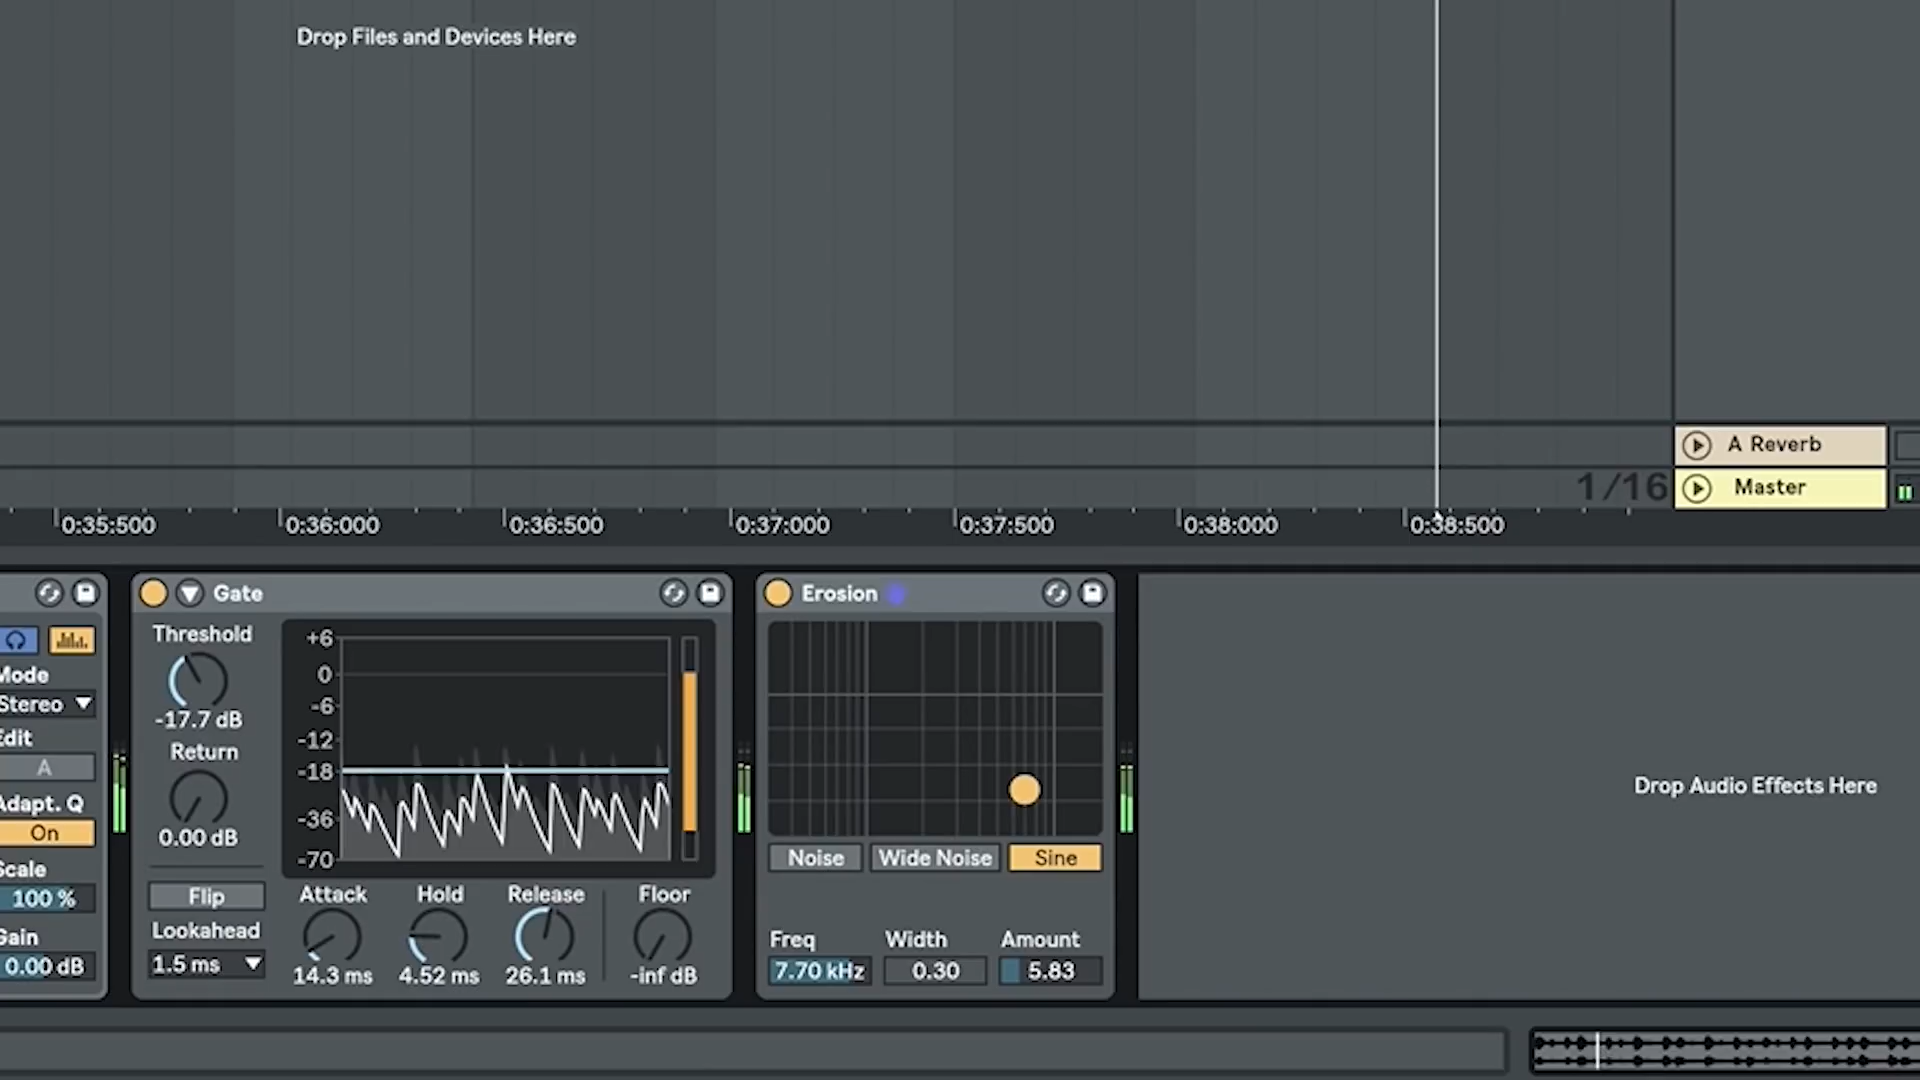 Drop Files and Devices Here
A Reverb
1/16
Master
0:35:500
0:36:000
0:36:500
0:37:000
0:37:500
0:38:000
0:38:500
Mode
Stereo
Edit
A
Adapt. Q
On
Scale
100 %
Gain
0.00 dB
Gate
Threshold
-17.7 dB
Return
0.00 dB
Flip
Lookahead
1.5 ms
+6
0
-6
-12
-18
-36
-70
Attack
Hold
Release
Floor
14.3 ms
4.52 ms
26.1 ms
-inf dB
Erosion
Noise
Wide Noise
Sine
Freq
Width
Amount
7.70 kHz
0.30
5.83
Drop Audio Effects Here